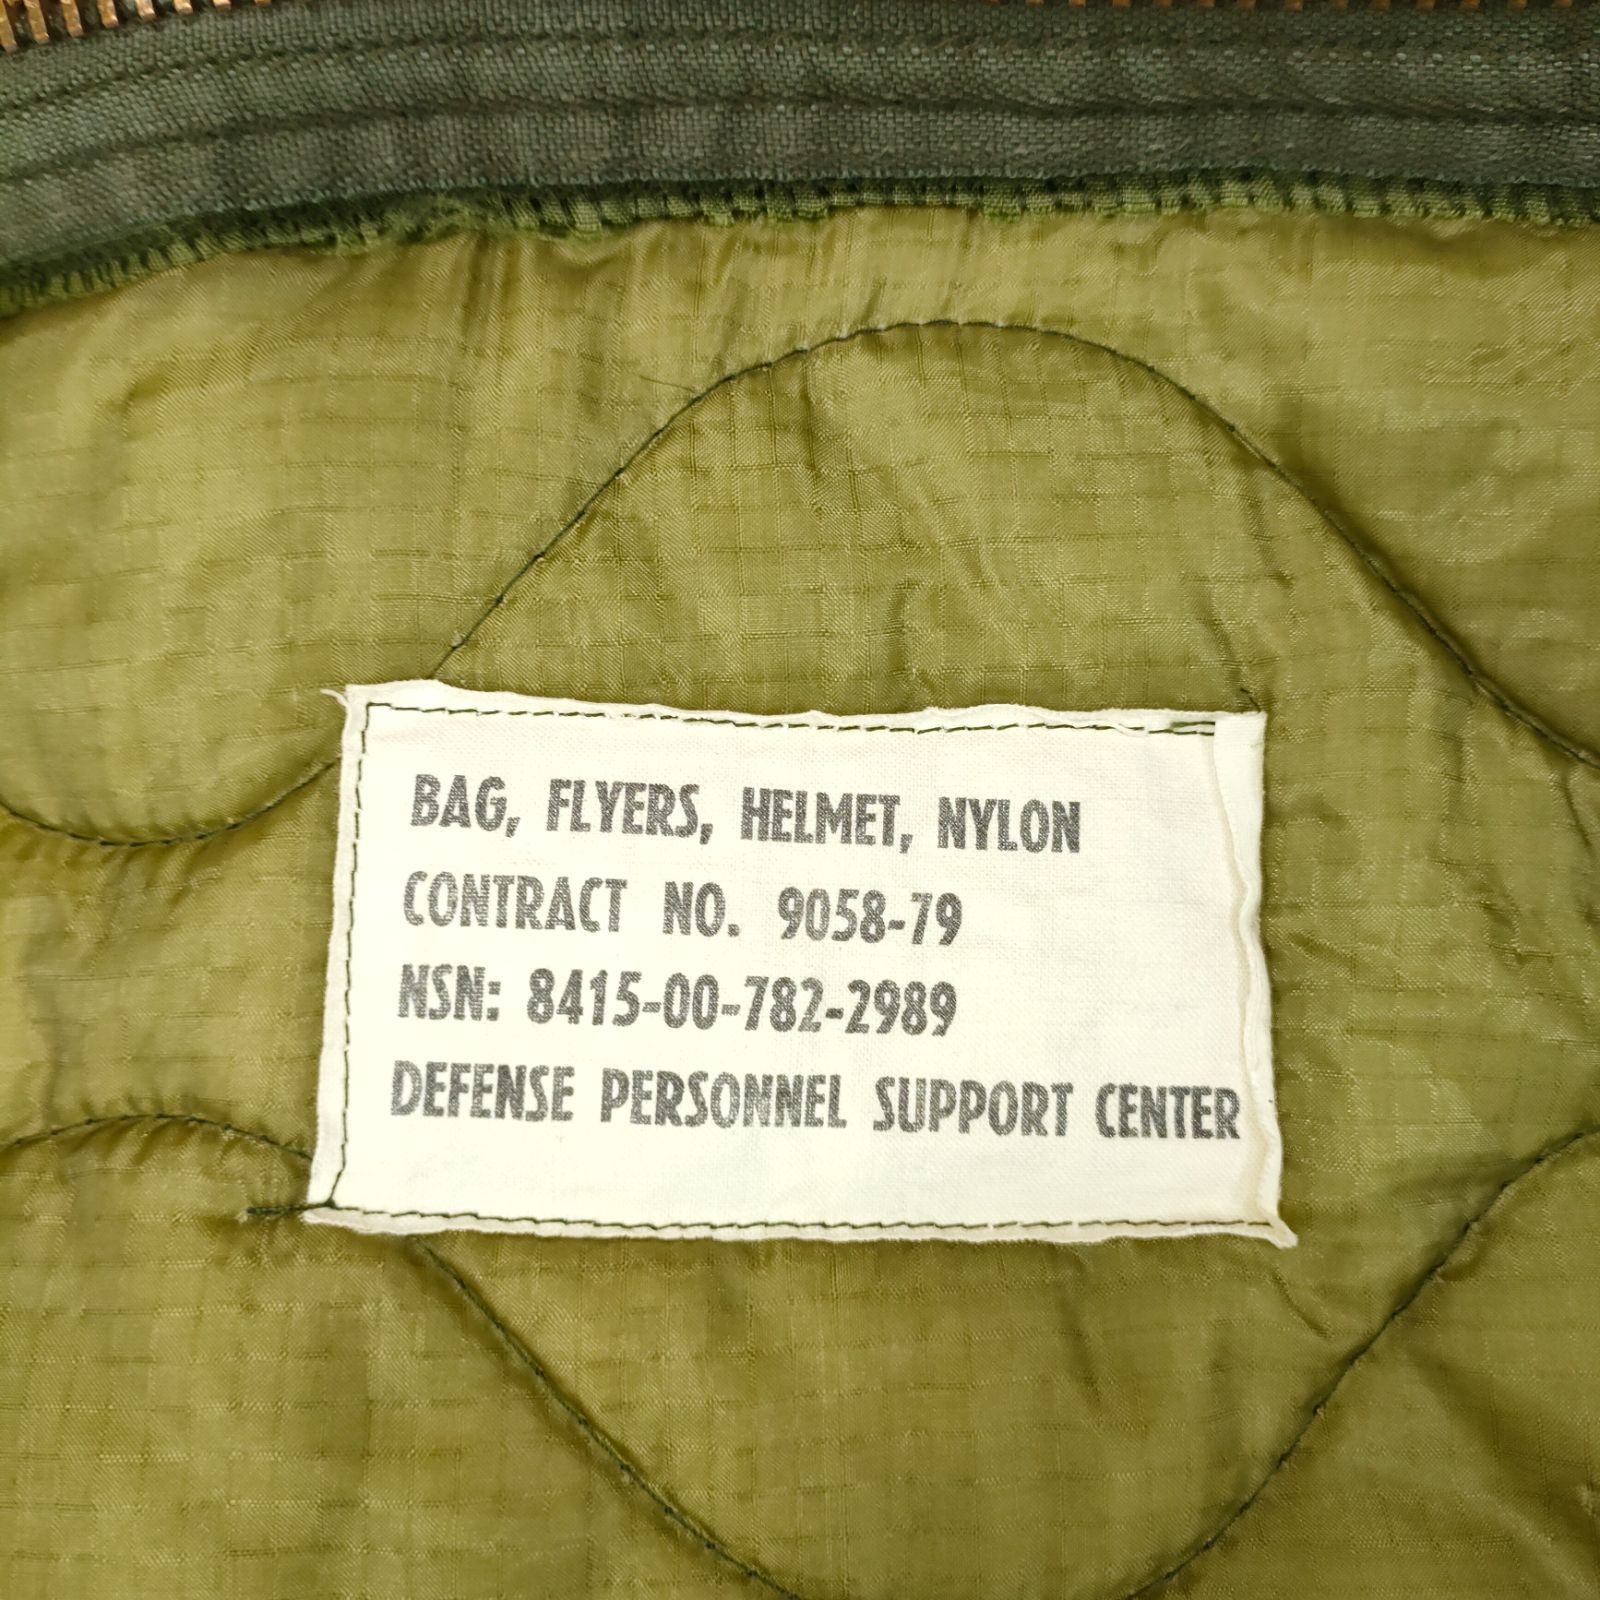 BAG, FLYERS, HELMET, NYLON
CONTRACT NO. 9058-79
NSN: 8415-00-782-2989
DEFENSE PERSONNEL SUPPORT CENTER